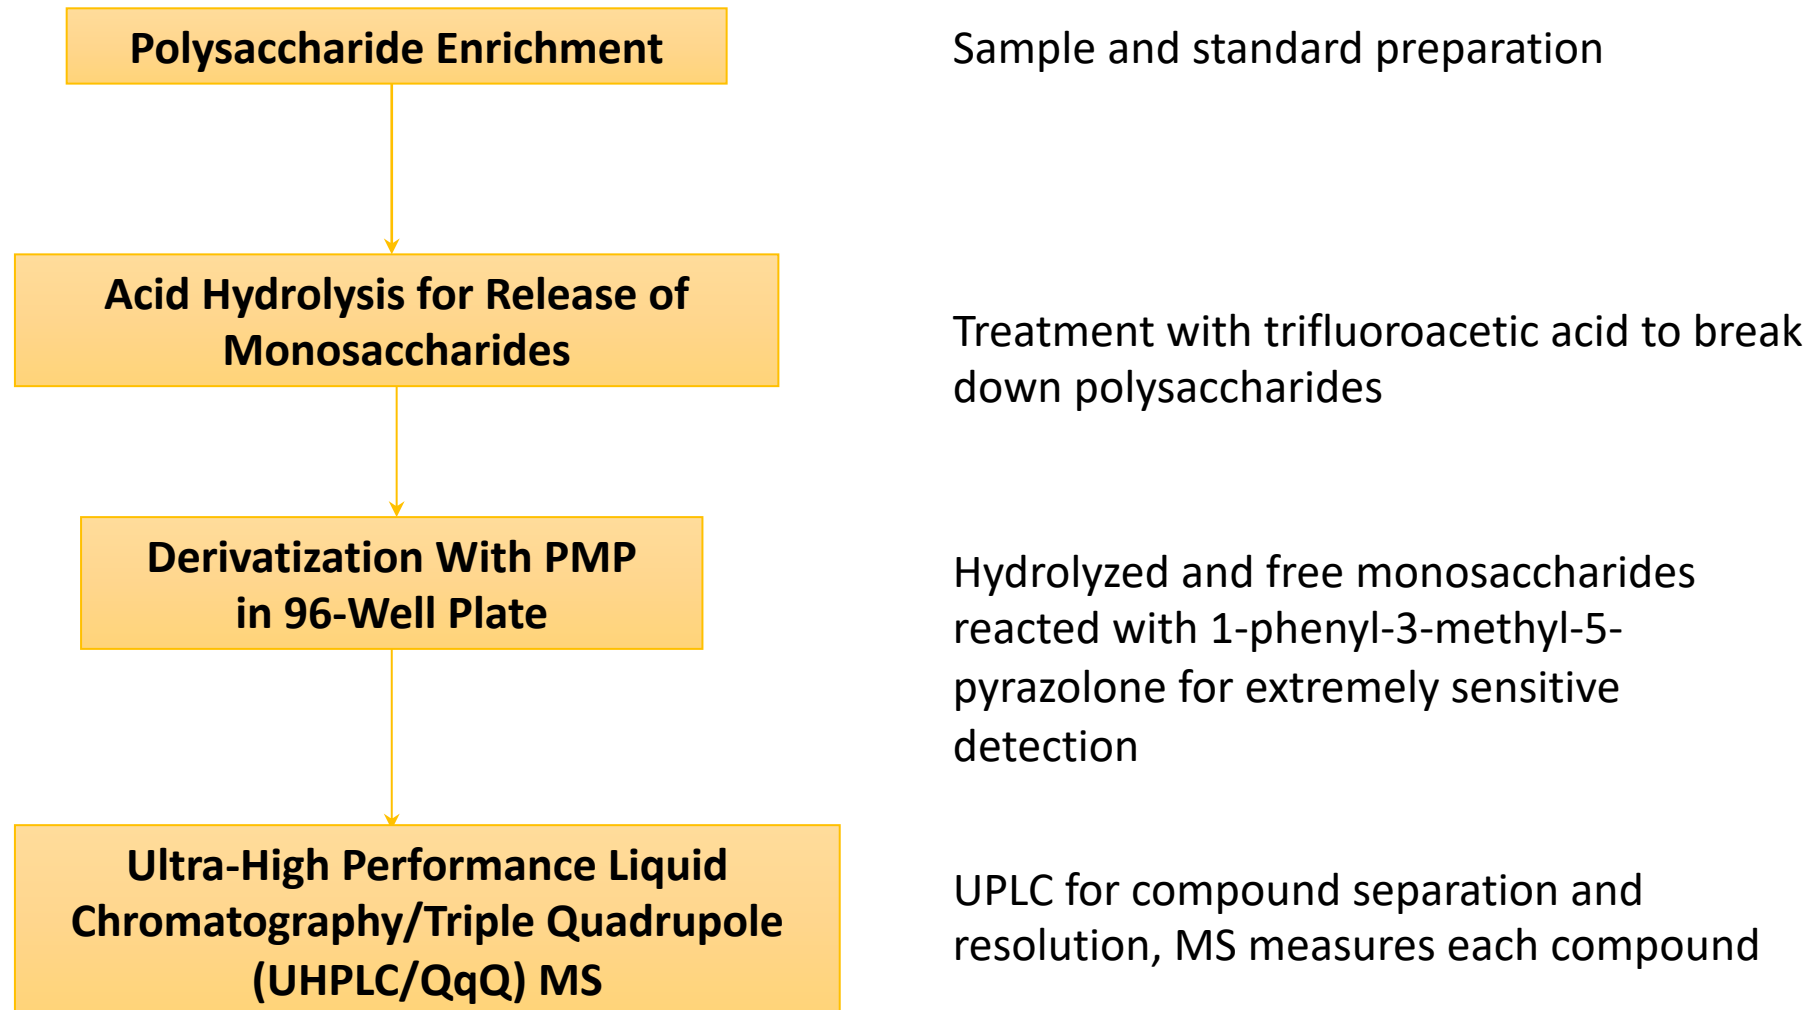 Polysaccharide Enrichment
Sample and standard preparation
Acid Hydrolysis for Release of
Monosaccharides
Treatment with trifluoroacetic acid to break
down polysaccharides
Derivatization With PMP
in 96-Well Plate
Hydrolyzed and free monosaccharides
reacted with 1-phenyl-3-methyl-5-
pyrazolone for extremely sensitive
detection
Ultra-High Performance Liquid
Chromatography/Triple Quadrupole
(UHPLC/QqQ) MS
UPLC for compound separation and
resolution, MS measures each compound